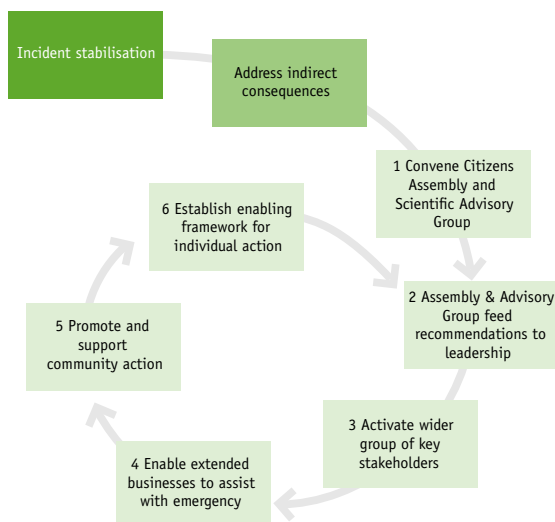 Incident stabilisation
Address indirect
consequences
1 Convene Citizens
Assembly and
Scientific Advisory
Group
2 Assembly & Advisory
Group feed
recommendations to
leadership
3 Activate wider
group of key
stakeholders
4 Enable extended
businesses to assist
with emergency
5 Promote and
support
community action
6 Establish enabling
framework for
individual action